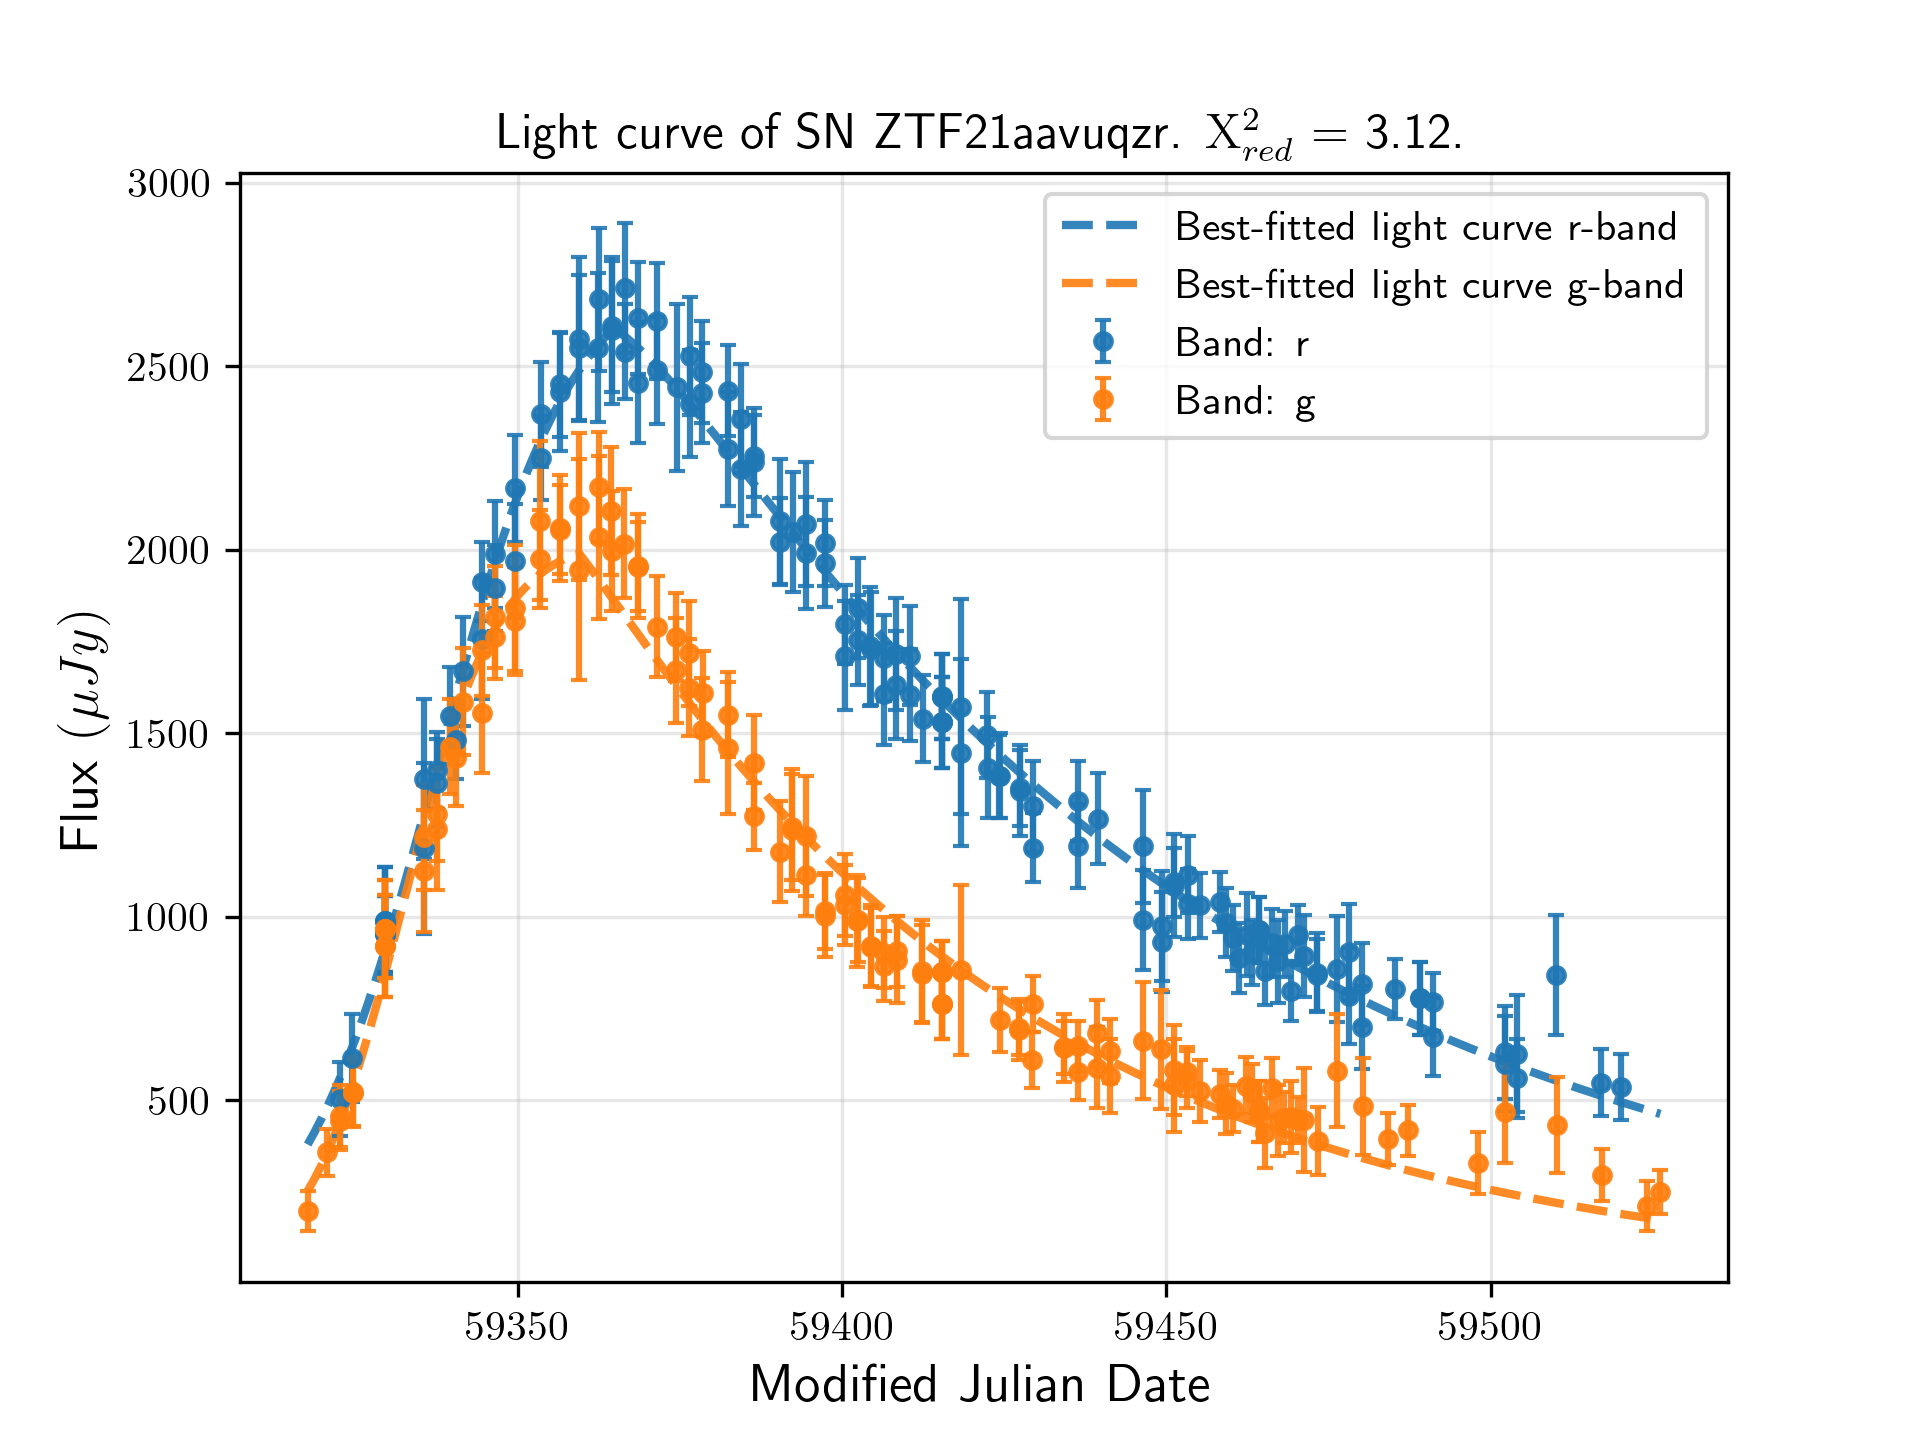 Light curve of SN ZTF21aavuqzr. X²_red = 3.12.
3000
2500
2000
1500
1000
500
Flux (μJy)
59350 59400 59450 59500
Modified Julian Date
Best-fitted light curve r-band
Best-fitted light curve g-band
Band: r
Band: g